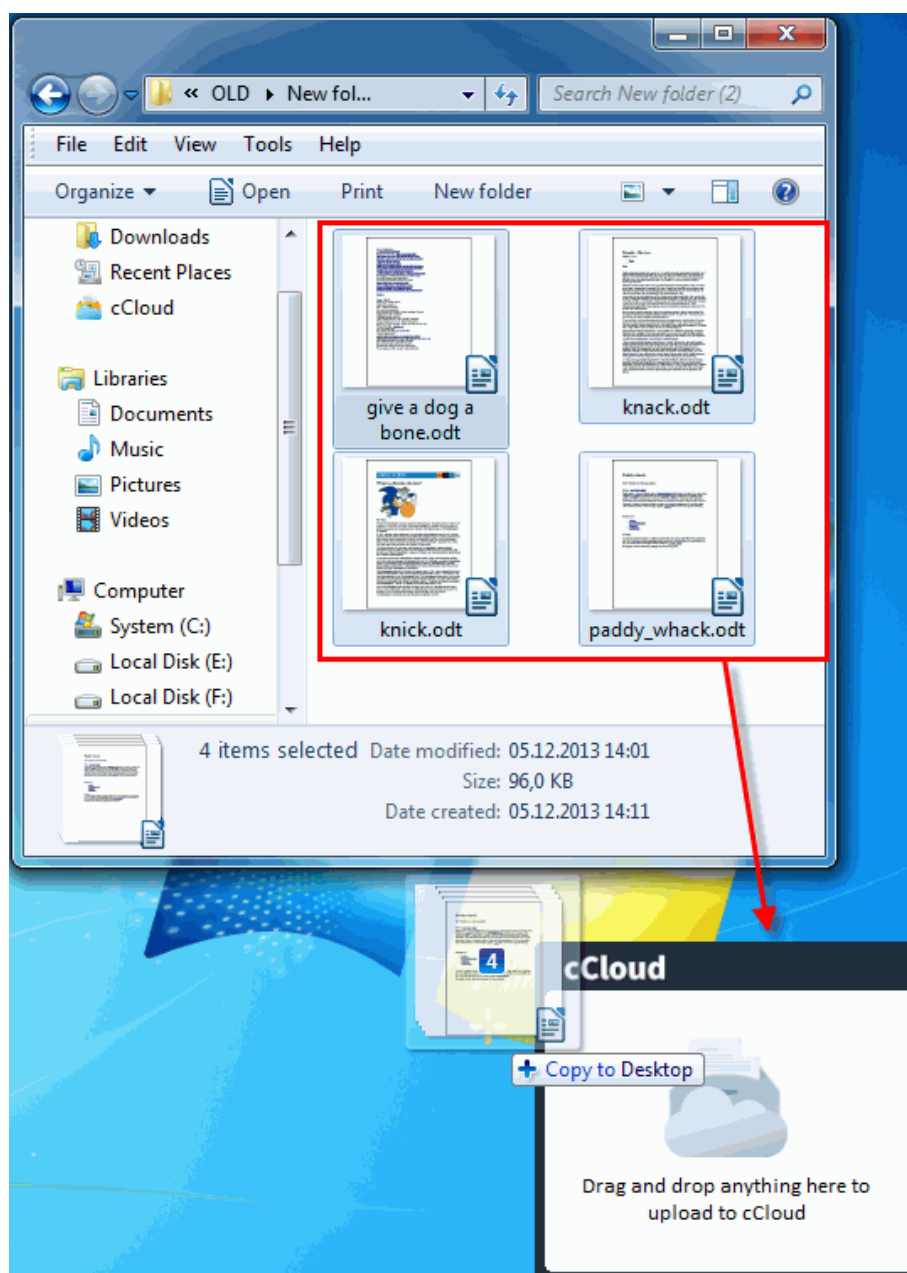 « OLD ▸ New fol...
Search New folder (2)
File Edit View Tools Help
Organize ▼ Open Print New folder
Downloads
Recent Places
cCloud
Libraries
Documents
Music
Pictures
Videos
Computer
System (C:)
Local Disk (E:)
Local Disk (F:)
give a dog a
bone.odt
knack.odt
knick.odt
paddy_whack.odt
4 items selected Date modified: 05.12.2013 14:01
Size: 96,0 KB
Date created: 05.12.2013 14:11
4
cCloud
Copy to Desktop
Drag and drop anything here to
upload to cCloud